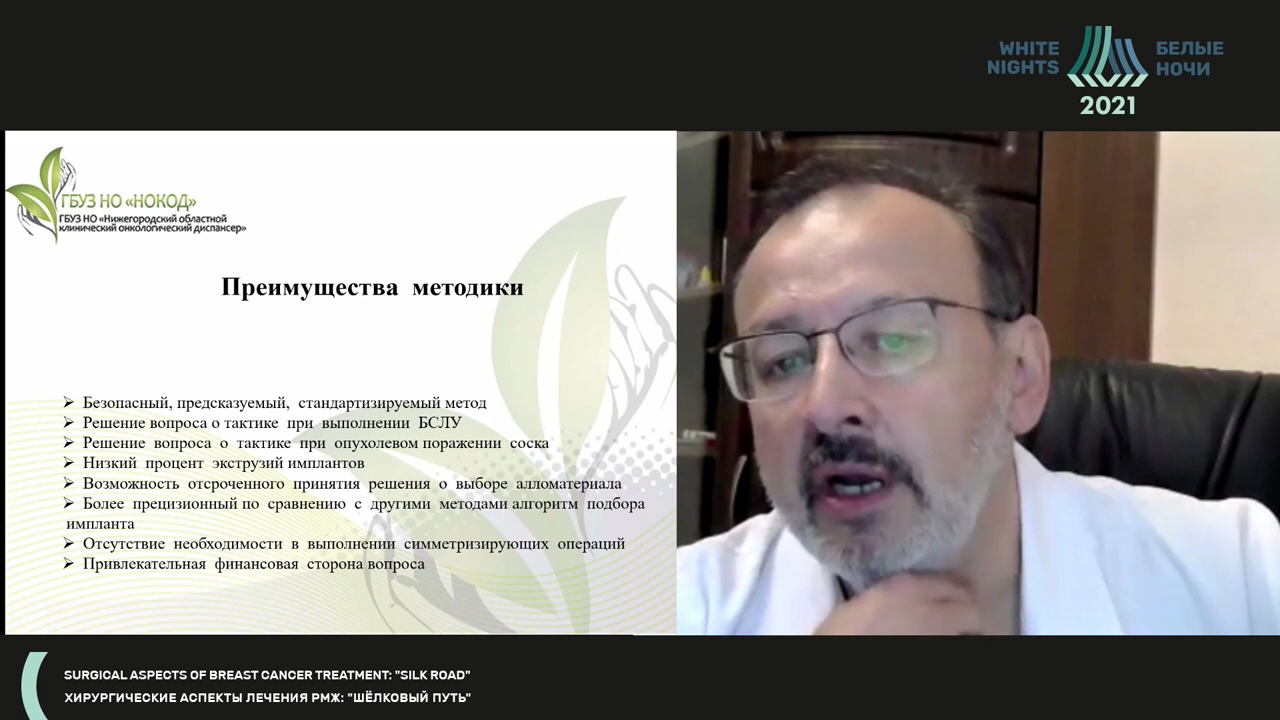 WHITE NIGHTS
БЕЛЫЕ НОЧИ
2021
ГБУЗ НО «НОКОД»
ГБУЗ НО «Нижегородский областной
клинический онкологический диспансер»
Преимущества методики
Безопасный, предсказуемый, стандартизируемый метод
Решение вопроса о тактике при выполнении БСЛУ
Решение вопроса о тактике при опухолевом поражении соска
Низкий процент экструзий имплантов
Возможность отсроченного принятия решения о выборе алломатериала
Более прецизионный по сравнению с другими методами алгоритм подбора
импланта
Отсутствие необходимости в выполнении симметризирующих операций
Привлекательная финансовая сторона вопроса
SURGICAL ASPECTS OF BREAST CANCER TREATMENT: "SILK ROAD"
ХИРУРГИЧЕСКИЕ АСПЕКТЫ ЛЕЧЕНИЯ РМЖ: "ШЁЛКОВЫЙ ПУТЬ"